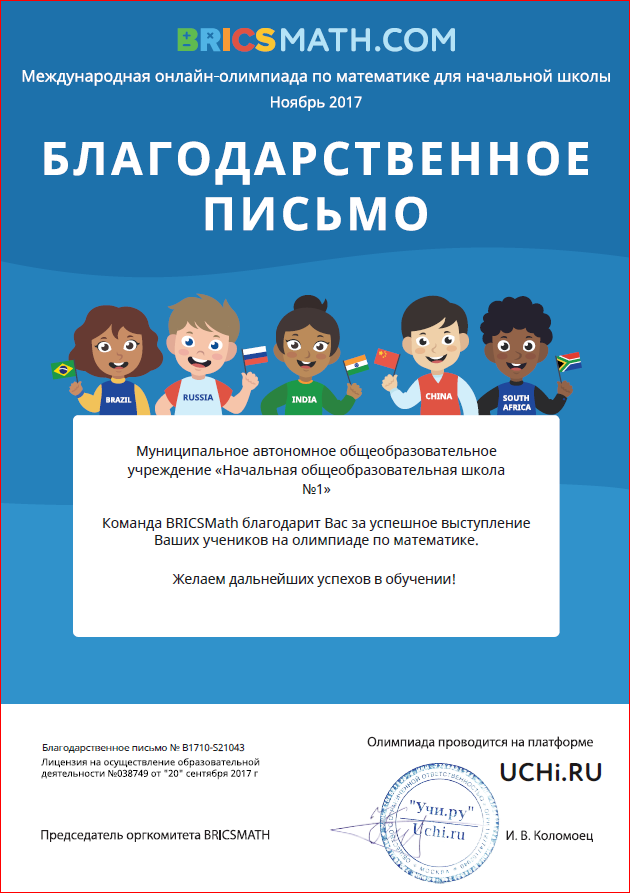 BRICSMATH.COM
Международная онлайн-олимпиада по математике для начальной школы
Ноябрь 2017
БЛАГОДАРСТВЕННОЕ
ПИСЬМО
BRAZIL
RUSSIA
INDIA
CHINA
SOUTH
AFRICA
Муниципальное автономное общеобразовательное
учреждение «Начальная общеобразовательная школа
№1»
Команда BRICSMath благодарит Вас за успешное выступление
Ваших учеников на олимпиаде по математике.
Желаем дальнейших успехов в обучении!
Благодарственное письмо № B1710-S21043
Лицензия на осуществление образовательной
деятельности №038749 от "20" сентября 2017 г
Председатель оргкомитета BRICSMATH
Олимпиада проводится на платформе
UCHi.RU
"Учи.ру"
Uchi.ru
МОСКВА
И. В. Коломоец